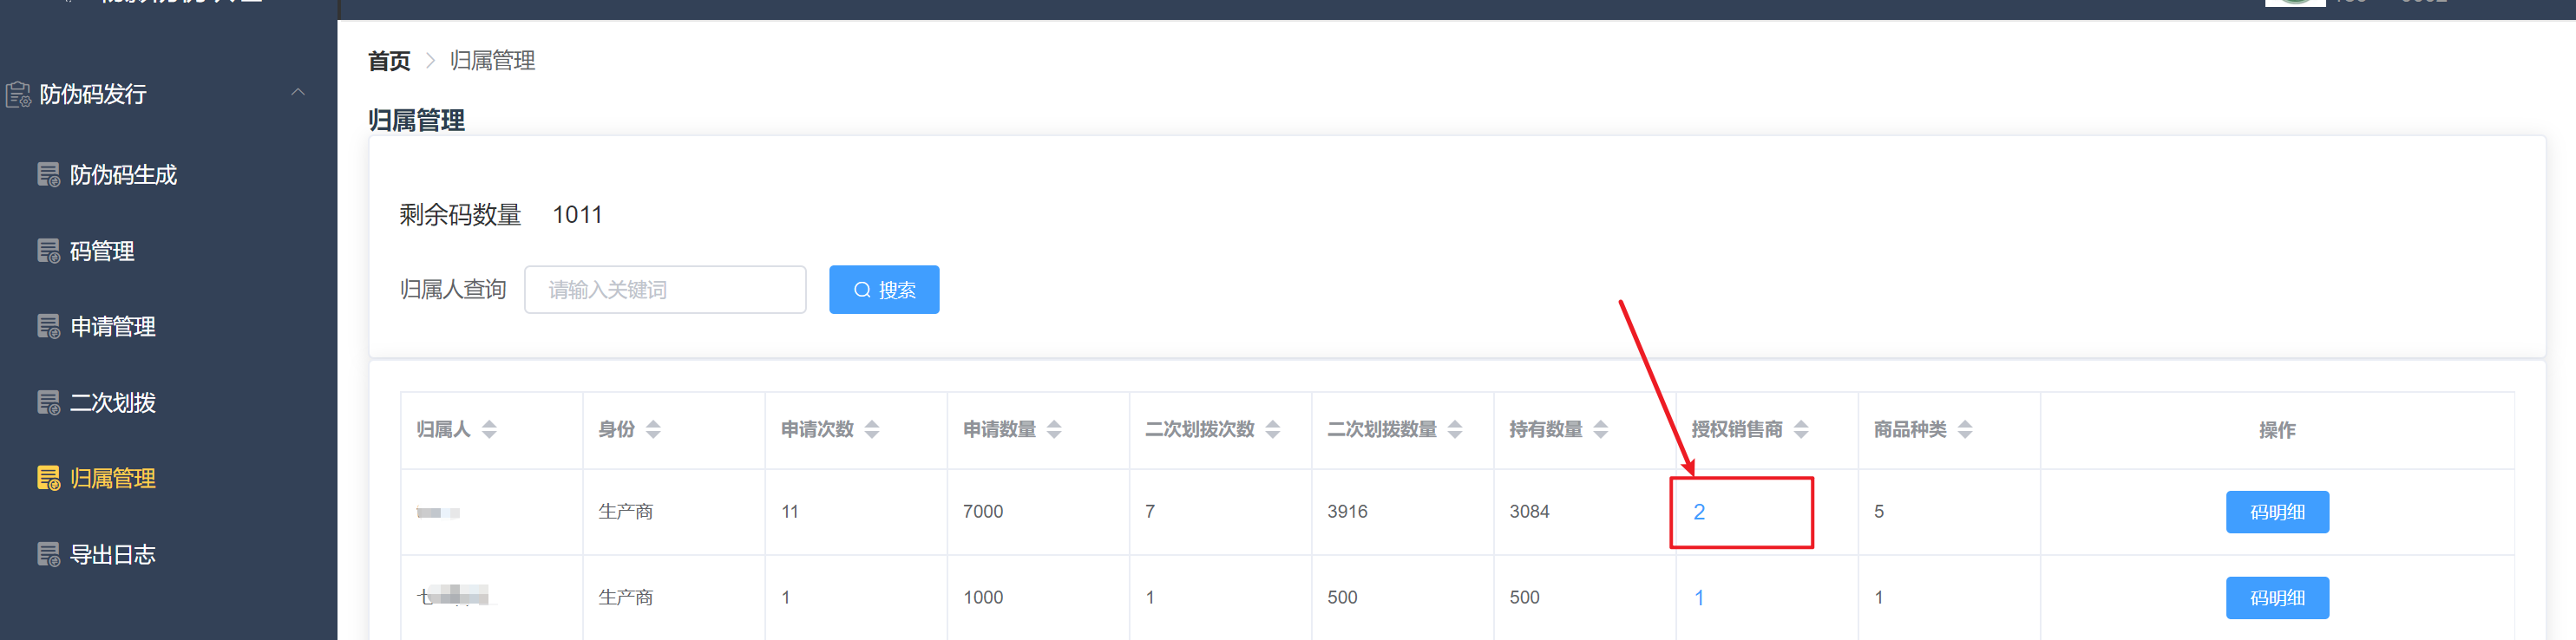 首页 > 归属管理
防伪码发行
归属管理
防伪码生成
剩余码数量 1011
码管理
归属人查询 请输入关键词 搜索
申请管理
二次划拨
归属人 身份 申请次数 申请数量 二次划拨次数 二次划拨数量 持有数量 授权销售商 商品种类 操作
归属管理
生产商 11 7000 7 3916 3084 2 5 码明细
导出日志
七 生产商 1 1000 1 500 500 1 1 码明细